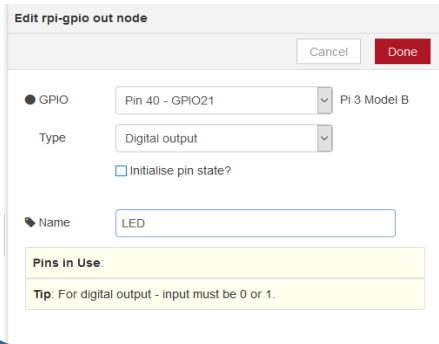 Edit rpi-gpio out node
Cancel Done
GPIO Pin 40 - GPIO21 Pi 3 Model B
Type Digital output
Initialise pin state?
Name LED
Pins in Use:
Tip: For digital output - input must be 0 or 1.